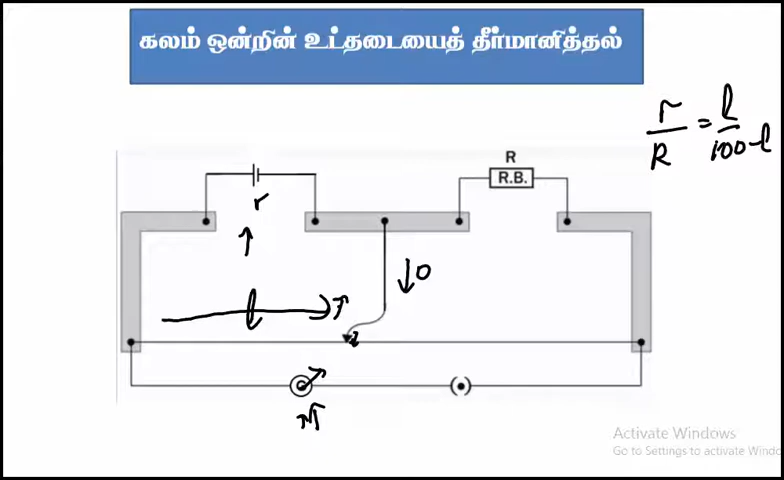 கலம் ஒன்றின் உட்தடையைத் தீர்மானித்தல்
r/R = l/100-l
R
R.B.
r
↓0
l
Activate Windows
Go to Settings to activate Windo